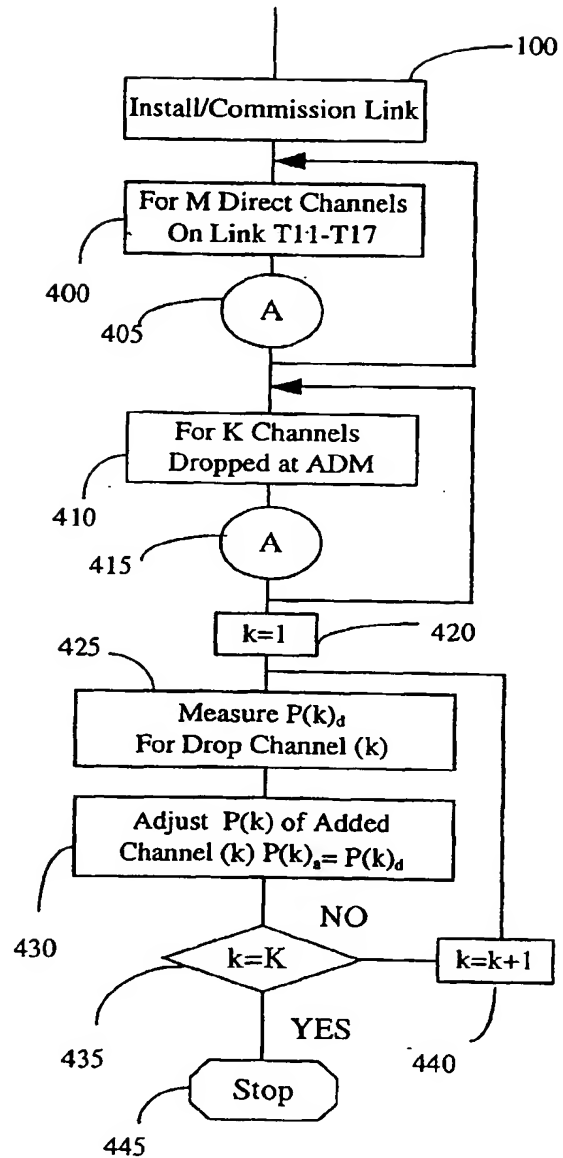 100
Install/Commission Link
For M Direct Channels
On Link T11-T17
400
405
A
For K Channels
Dropped at ADM
410
A
415
k=1
420
425
Measure P(k)d
For Drop Channel (k)
Adjust P(k) of Added
Channel (k) P(k)a= P(k)d
430
NO
k=K
k=k+1
435
YES
440
Stop
445